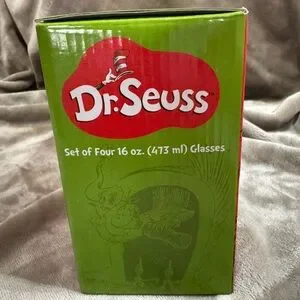 Dr. Seuss
Set of Four 16 oz. (473 ml) Glasses